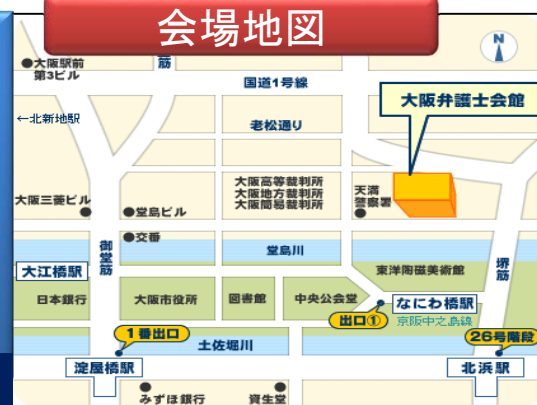 会場地図
N
●大阪駅前
第3ビル
筋
国道1号線
大阪弁護士会館
←北新地駅
老松通り
大阪高等裁判所
大阪地方裁判所
大阪簡易裁判所
天満
警察署
大阪三菱ビル
●堂島ビル
●交番
御堂筋
堂島川
堺筋
大江橋駅
東洋陶磁美術館
日本銀行
大阪市役所
図書館
中央公会堂
なにわ橋駅
出口①
京阪中之島線
1番出口
土佐堀川
26号階段
淀屋橋駅
北浜駅
みずほ銀行
資生堂